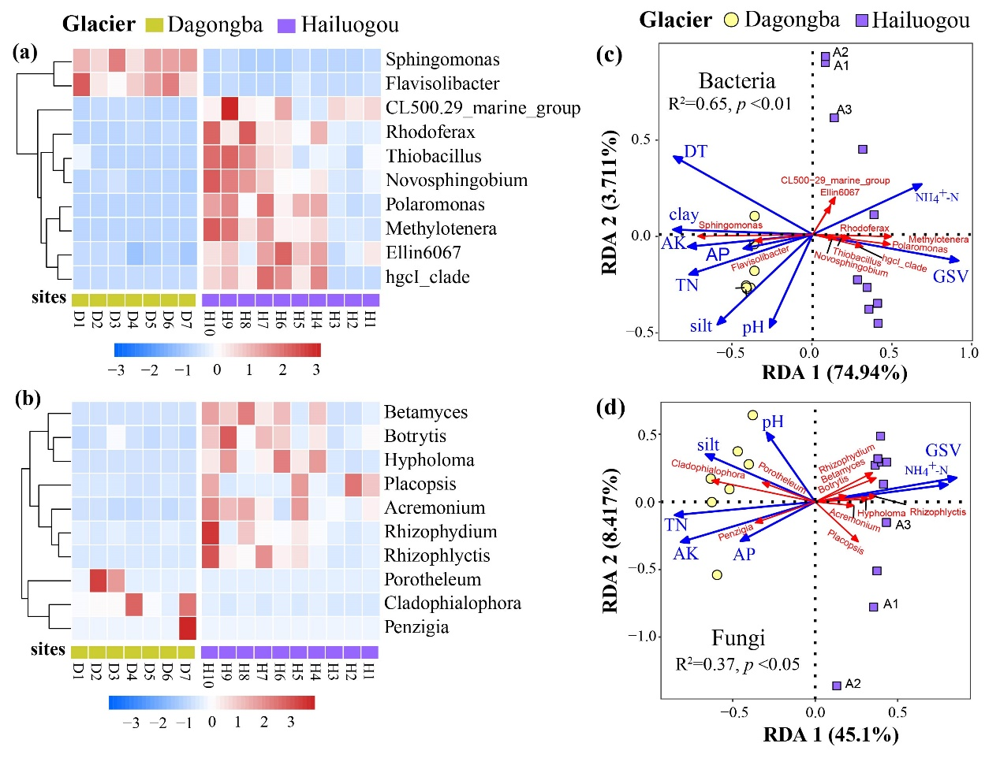 Glacier Dagongba Hailuogou
(a)
Sphingomonas
Flavisolibacter
CL500.29_marine_group
Rhodoferax
Thiobacillus
Novosphingobium
Polaromonas
Methylotenera
Ellin6067
hgcI_clade
sites
D1 D2 D3 D4 D5 D6 D7 H10 H9 H8 H7 H6 H5 H4 H3 H2 H1
−3 −2 −1 0 1 2 3
(b)
Betamyces
Botrytis
Hypholoma
Placopsis
Acremonium
Rhizophydium
Rhizophlyctis
Porotheleum
Cladophialophora
Penzigia
sites
D1 D2 D3 D4 D5 D6 D7 H10 H9 H8 H7 H6 H5 H4 H3 H2 H1
−3 −2 −1 0 1 2 3
Glacier Dagongba Hailuogou
(c)
A2
A1
Bacteria
R²=0.65, p <0.01
A3
0.5
DT
CL500-29_marine_group
Ellin6067
NH4⁺-N
clay
Sphingomonas
Rhodoferax
0.0
Methylotenera
AK
AP
Polaromonas
Flavisolibacter
Thiobacillus
hgcI_clade
Novosphingobium
TN
GSV
silt
pH
−0.5
−0.5 0.0 0.5 1.0
RDA 1 (74.94%)
RDA 2 (3.711%)
(d)
pH
0.5
silt
GSV
Rhizophydium
Betamyces
Botrytis
NH4⁺-N
Cladophialophora
Porotheleum
0.0
TN
Hypholoma
Rhizophlyctis
Acremonium
A3
Penzigia
Placopsis
AK
AP
−0.5
A1
−1.0
Fungi
R²=0.37, p <0.05
A2
−0.5 0.0 0.5
RDA 1 (45.1%)
RDA 2 (8.417%)